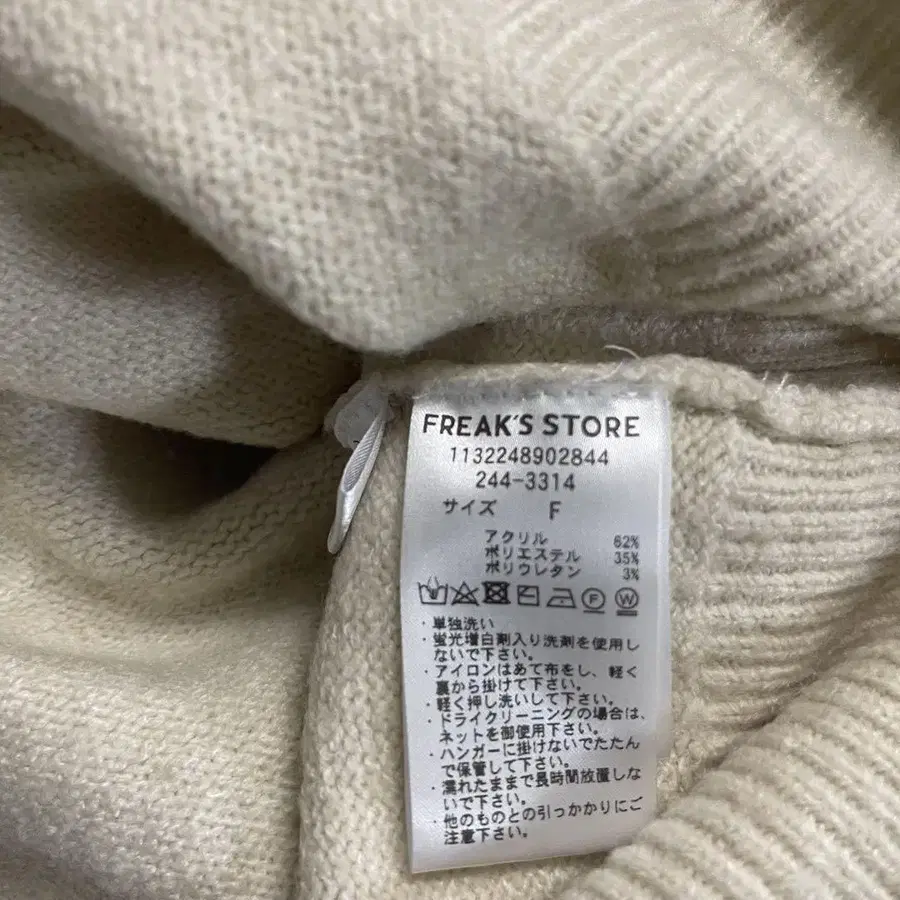 FREAK'S STORE
1132248902844
244-3314
サイズ F
アクリル 62%
ポリエステル 35%
ポリウレタン 3%
・単独洗い
・蛍光増白剤入り洗剤を使用し
ないで下さい。
・アイロンはあて布をし、軽く
裏から掛けて下さい。
・軽く押し洗いして下さい。
・ドライクリーニングの場合は、
ネットを御使用下さい。
・ハンガーに掛けないでたたん
で保管して下さい。
・濡れたままで長時間放置しな
いで下さい。
・他のものとの引っかかりにご
注意下さい。